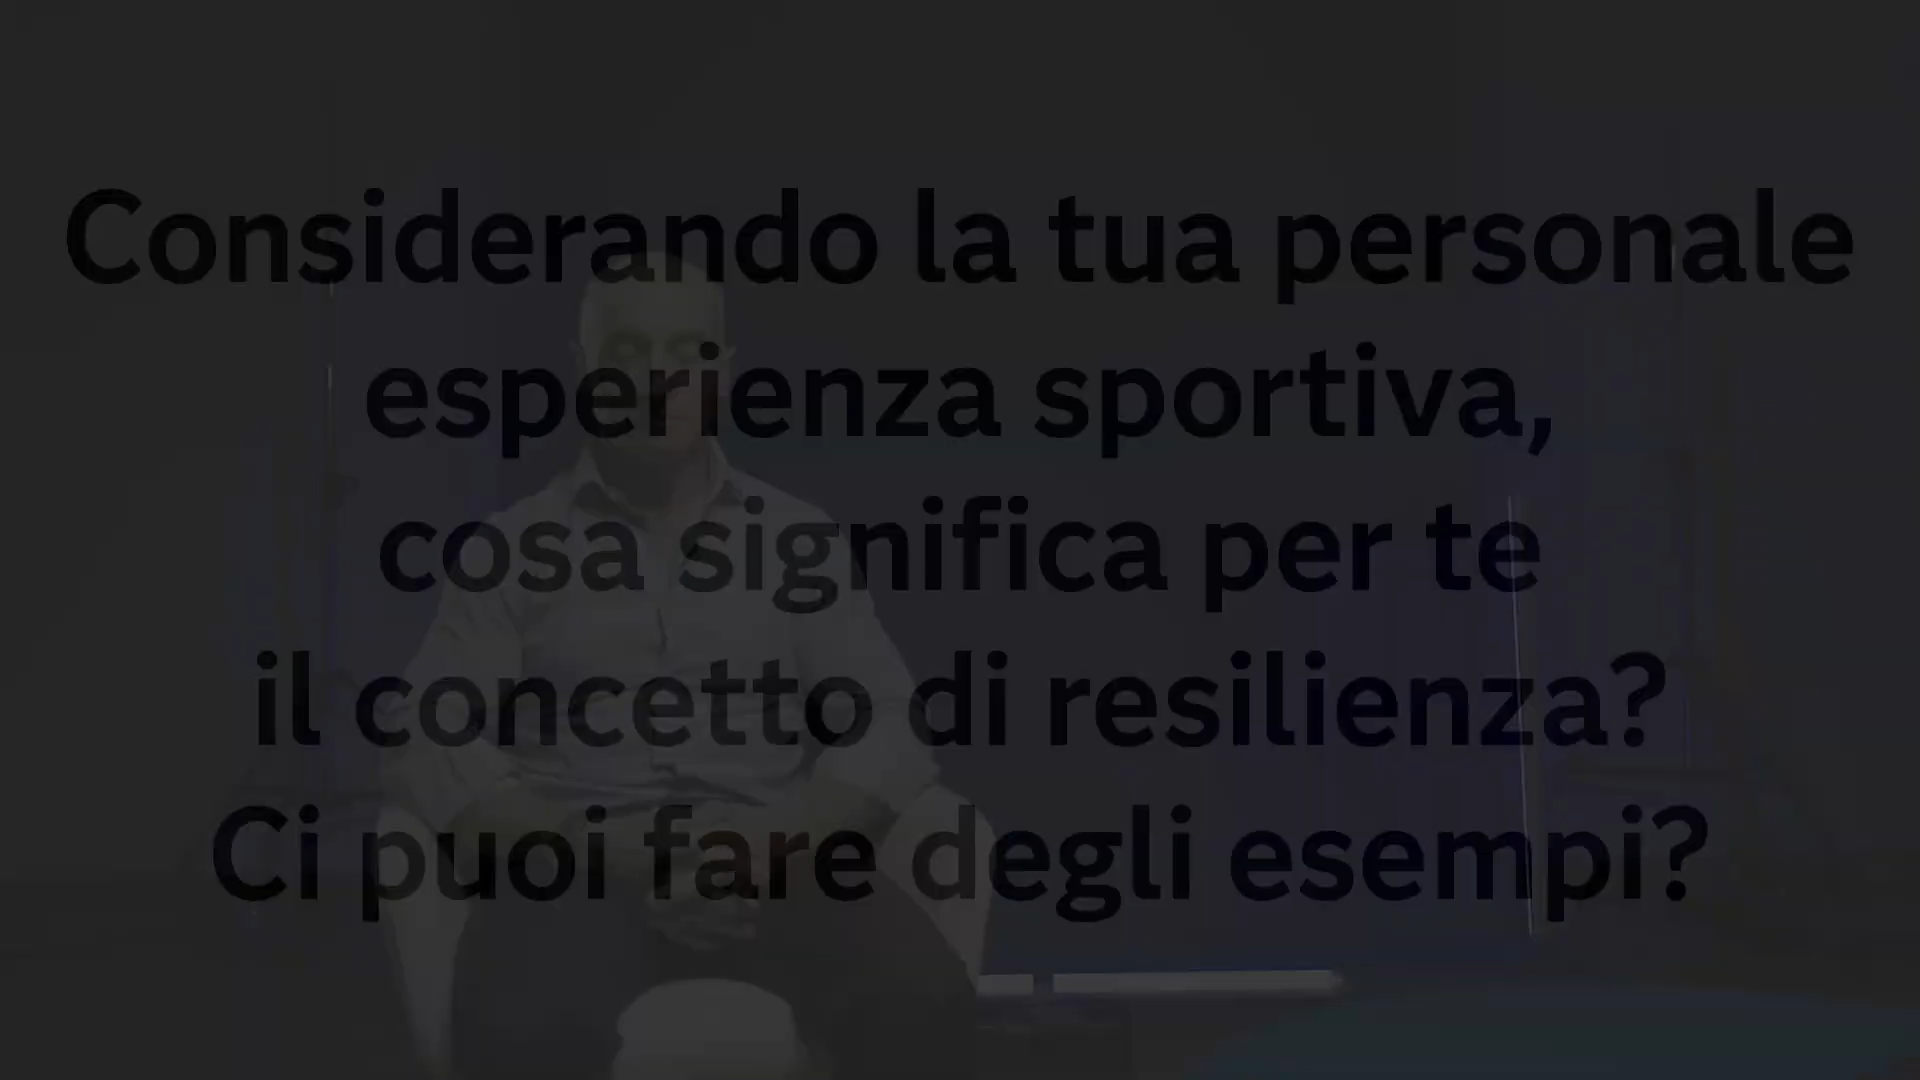 Considerando la tua personale
esperienza sportiva,
cosa significa per te
il concetto di resilienza?
Ci puoi fare degli esempi?